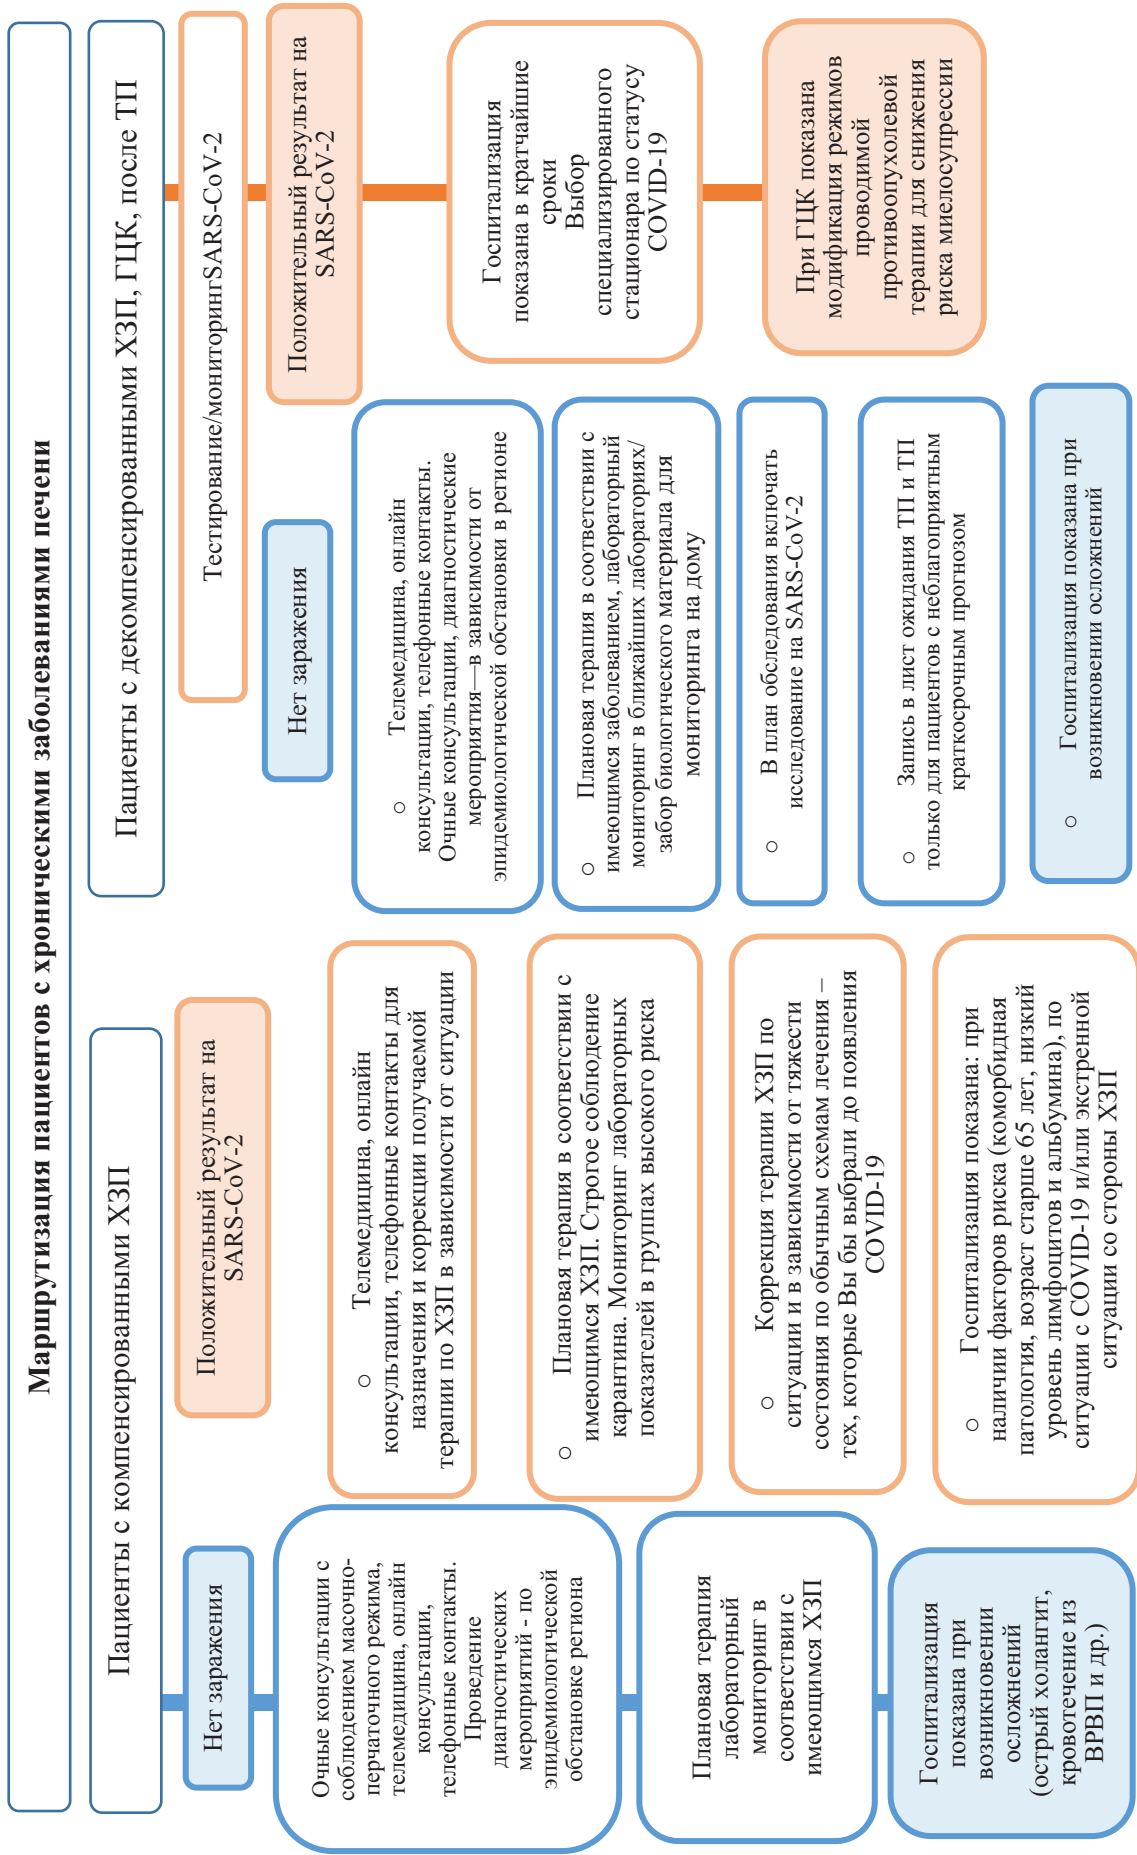 Маршрутизация пациентов с хроническими заболеваниями печени
Пациенты с компенсированными ХЗП
Нет заражения
Очные консультации с
соблюдением масочно-
перчаточного режима,
телемедицина, онлайн
консультации,
телефонные контакты.
Проведение
диагностических
мероприятий - по
эпидемиологической
обстановке региона
Плановая терапия
лабораторный
мониторинг в
соответствии с
имеющимся ХЗП
Госпитализация
показана при
возникновении
осложнений
(острый холангит,
кровотечение из
ВРВП и др.)
Положительный результат на
SARS-CoV-2
○ Телемедицина, онлайн
консультации, телефонные контакты для
назначения и коррекции получаемой
терапии по ХЗП в зависимости от ситуации
○ Плановая терапия в соответствии с
имеющимся ХЗП. Строгое соблюдение
карантина. Мониторинг лабораторных
показателей в группах высокого риска
○ Коррекция терапии ХЗП по
ситуации и в зависимости от тяжести
состояния по обычным схемам лечения –
тех, которые Вы бы выбрали до появления
COVID-19
○ Госпитализация показана: при
наличии факторов риска (коморбидная
патология, возраст старше 65 лет, низкий
уровень лимфоцитов и альбумина), по
ситуации с COVID-19 и/или экстренной
ситуации со стороны ХЗП
Пациенты с декомпенсированными ХЗП, ГЦК, после ТП
Тестирование/мониторингSARS-CoV-2
Нет заражения
○ Телемедицина, онлайн
консультации, телефонные контакты.
Очные консультации, диагностические
мероприятия—в зависимости от
эпидемиологической обстановки в регионе
○ Плановая терапия в соответствии с
имеющимся заболеванием, лабораторный
мониторинг в ближайших лабораториях/
забор биологического материала для
мониторинга на дому
○ В план обследования включать
исследование на SARS-CoV-2
○ Запись в лист ожидания ТП и ТП
только для пациентов с неблагоприятным
краткосрочным прогнозом
○ Госпитализация показана при
возникновении осложнений
Положительный результат на
SARS-CoV-2
Госпитализация
показана в кратчайшие
сроки
Выбор
специализированного
стационара по статусу
COVID-19
При ГЦК показана
модификация режимов
проводимой
противоопухолевой
терапии для снижения
риска миелосупрессии